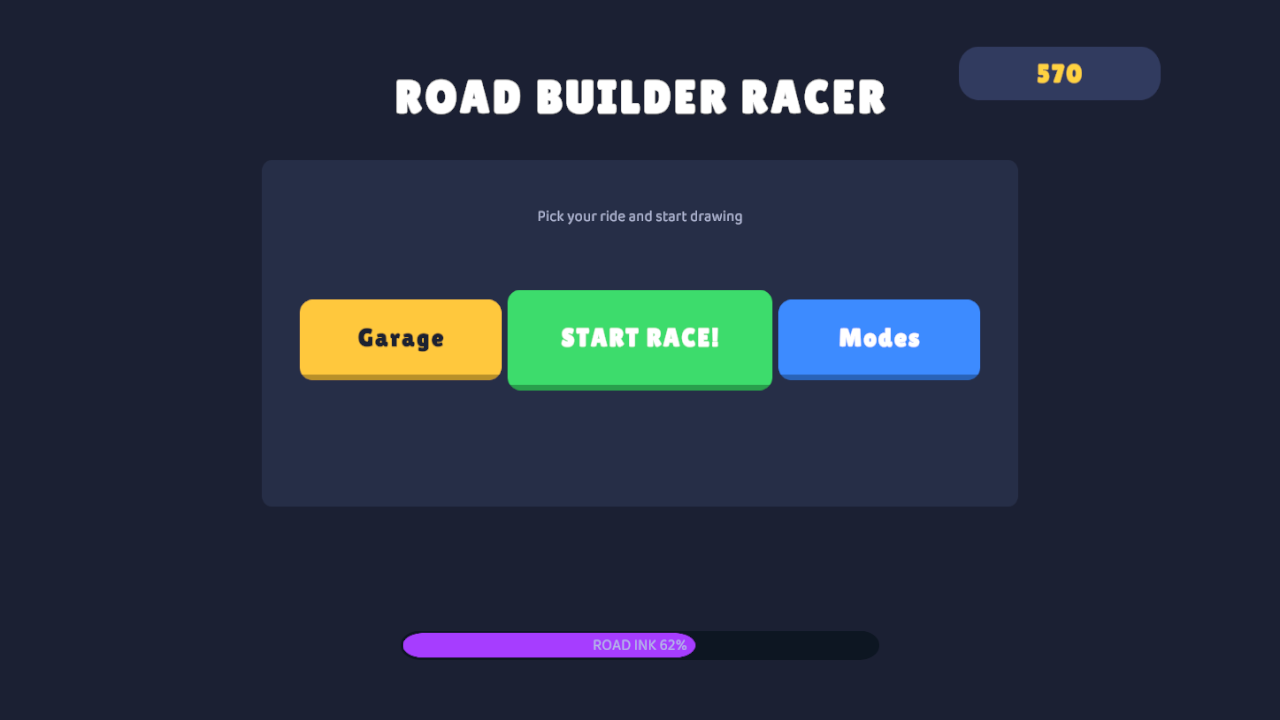 570
ROAD BUILDER RACER
Pick your ride and start drawing
Garage
START RACE!
Modes
ROAD INK 62%